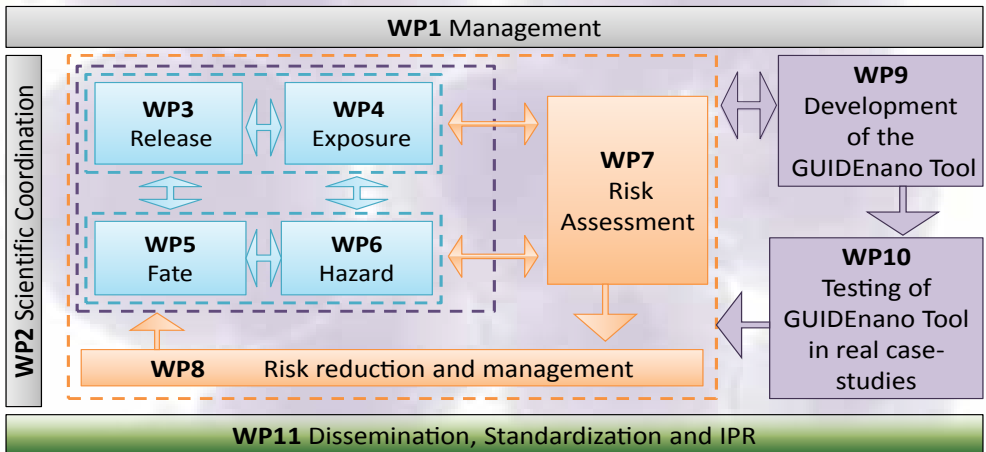 WP1 Management
WP2 Scientific Coordination
WP3
Release
WP4
Exposure
WP5
Fate
WP6
Hazard
WP7
Risk
Assessment
WP8 Risk reduction and management
WP9
Development
of the
GUIDEnano Tool
WP10
Testing of
GUIDEnano Tool
in real case-
studies
WP11 Dissemination, Standardization and IPR